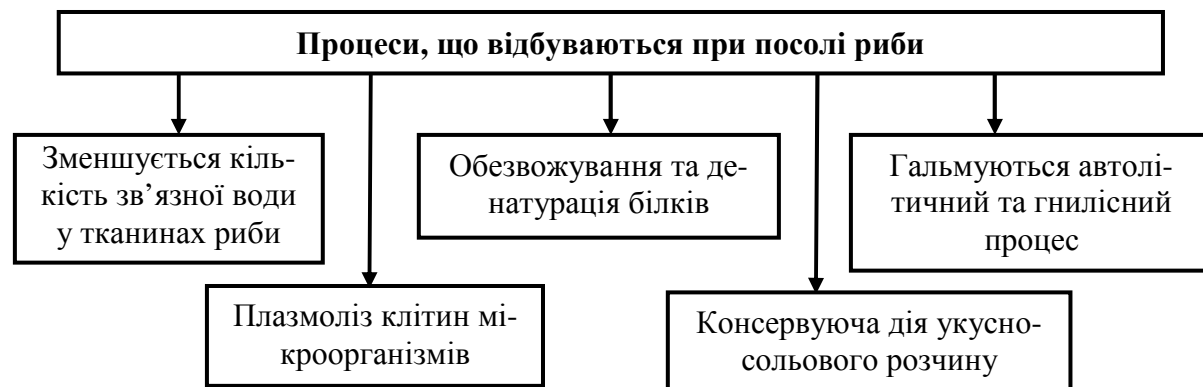 Процеси, що відбуваються при посолі риби
Зменшується кіль-
кість зв’язної води
у тканинах риби
Обезвожування та де-
натурація білків
Гальмуються автолі-
тичний та гнилісний
процес
Плазмоліз клітин мі-
кроорганізмів
Консервуюча дія укусно-
сольового розчину